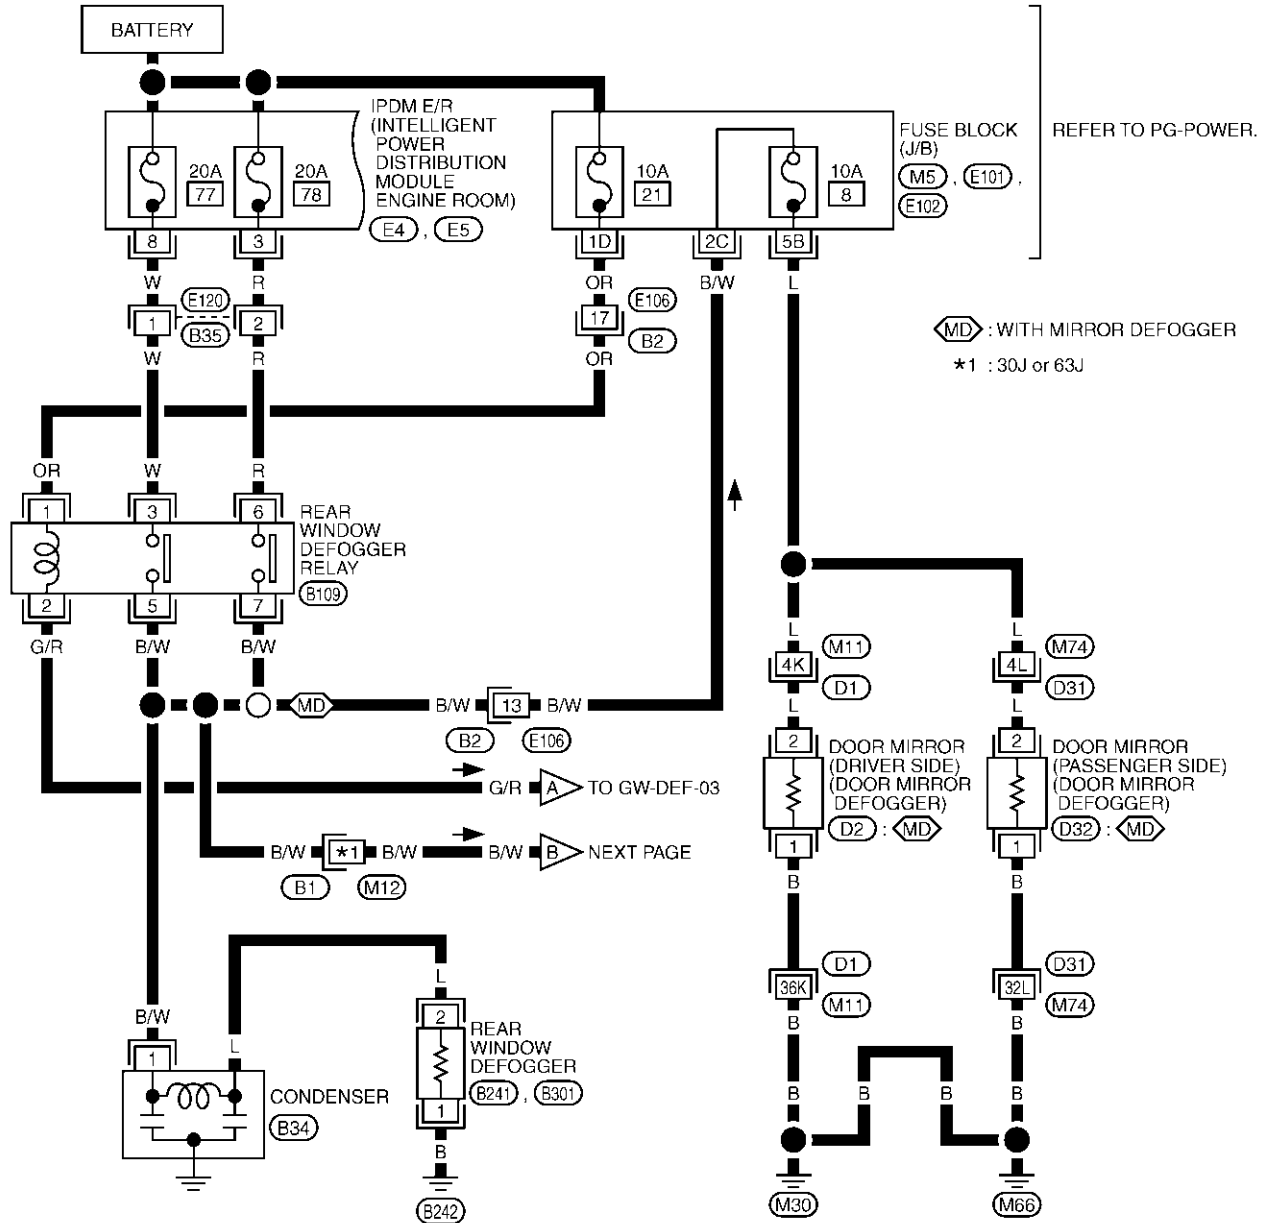 BATTERY
IPDM E/R
(INTELLIGENT
POWER
DISTRIBUTION
MODULE
ENGINE ROOM)
E4 , E5
20A
77
20A
78
10A
21
10A
8
FUSE BLOCK
(J/B)
M5 , E101 ,
E102
REFER TO PG-POWER.
8
3
1D
2C
5B
W
R
OR
B/W
L
E120
1
2
B35
17
E106
B2
W
R
OR
MD : WITH MIRROR DEFOGGER
*1 : 30J or 63J
OR
W
R
1
3
6
REAR
WINDOW
DEFOGGER
RELAY
B109
2
5
7
G/R
B/W
B/W
MD
B/W
13
B/W
B2
E106
G/R
A
TO GW-DEF-03
B/W
*1
B/W
B/W
B
NEXT PAGE
B1
M12
L
L
4K
M11
D1
4L
M74
D31
L
L
2
DOOR MIRROR
(DRIVER SIDE)
(DOOR MIRROR
DEFOGGER)
D2 : MD
1
2
DOOR MIRROR
(PASSENGER SIDE)
(DOOR MIRROR
DEFOGGER)
D32 : MD
1
B
B
36K
D1
M11
32L
D31
M74
B
B
B
B
B
B
M30
M66
B/W
L
L
1
CONDENSER
B34
2
REAR
WINDOW
DEFOGGER
B241 , B301
1
B
B242